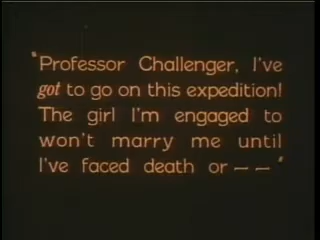 "Professor Challenger, I've
got to go on this expedition!
The girl I'm engaged to
won't marry me until
I've faced death or — — "